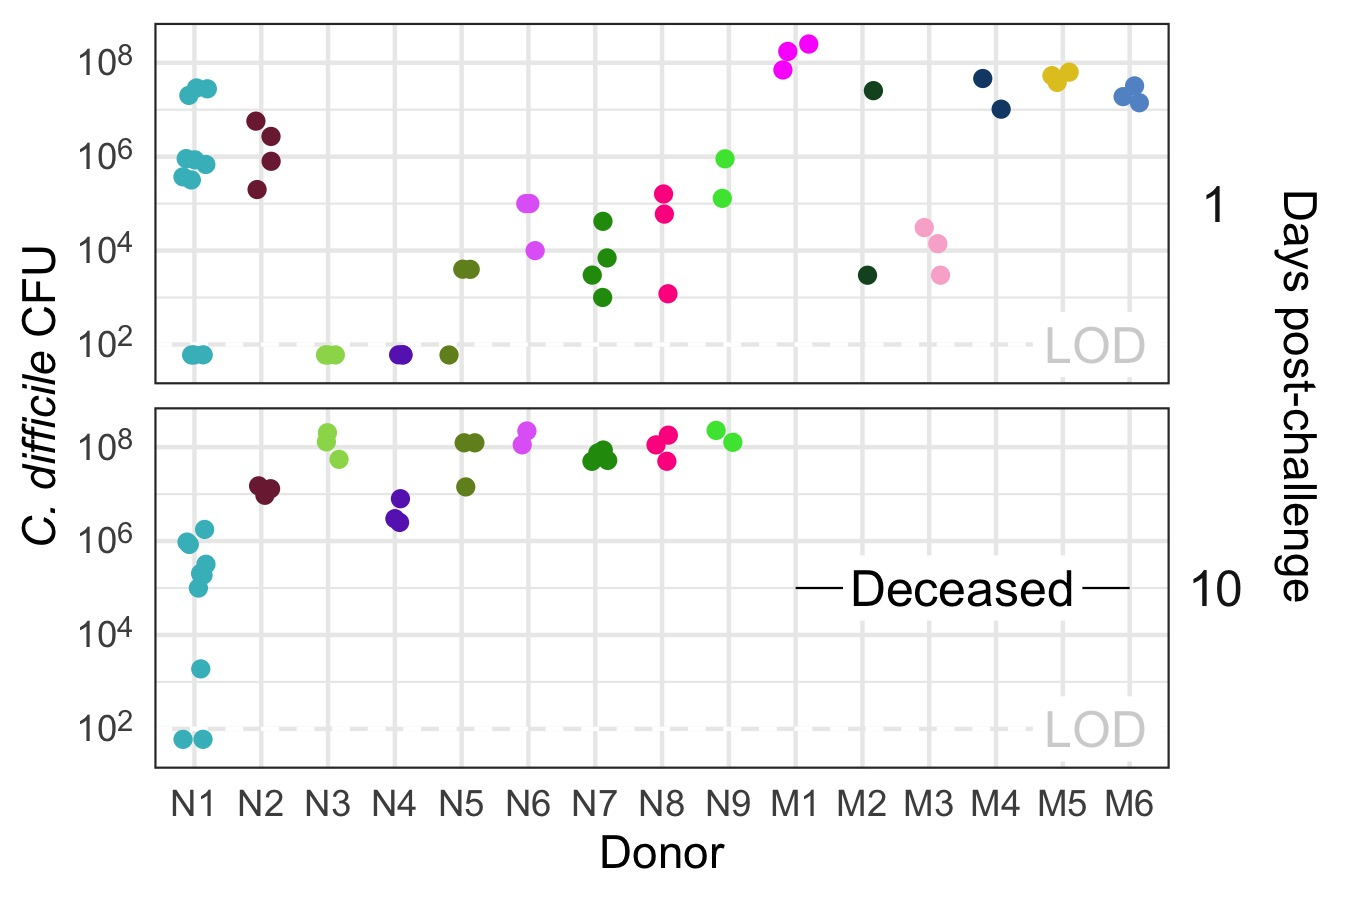 10⁸
10⁶
10⁴
10²
LOD
1
10⁸
10⁶
10⁴
10²
Deceased
LOD
10
C. difficile CFU
Days post-challenge
N1 N2 N3 N4 N5 N6 N7 N8 N9 M1 M2 M3 M4 M5 M6
Donor